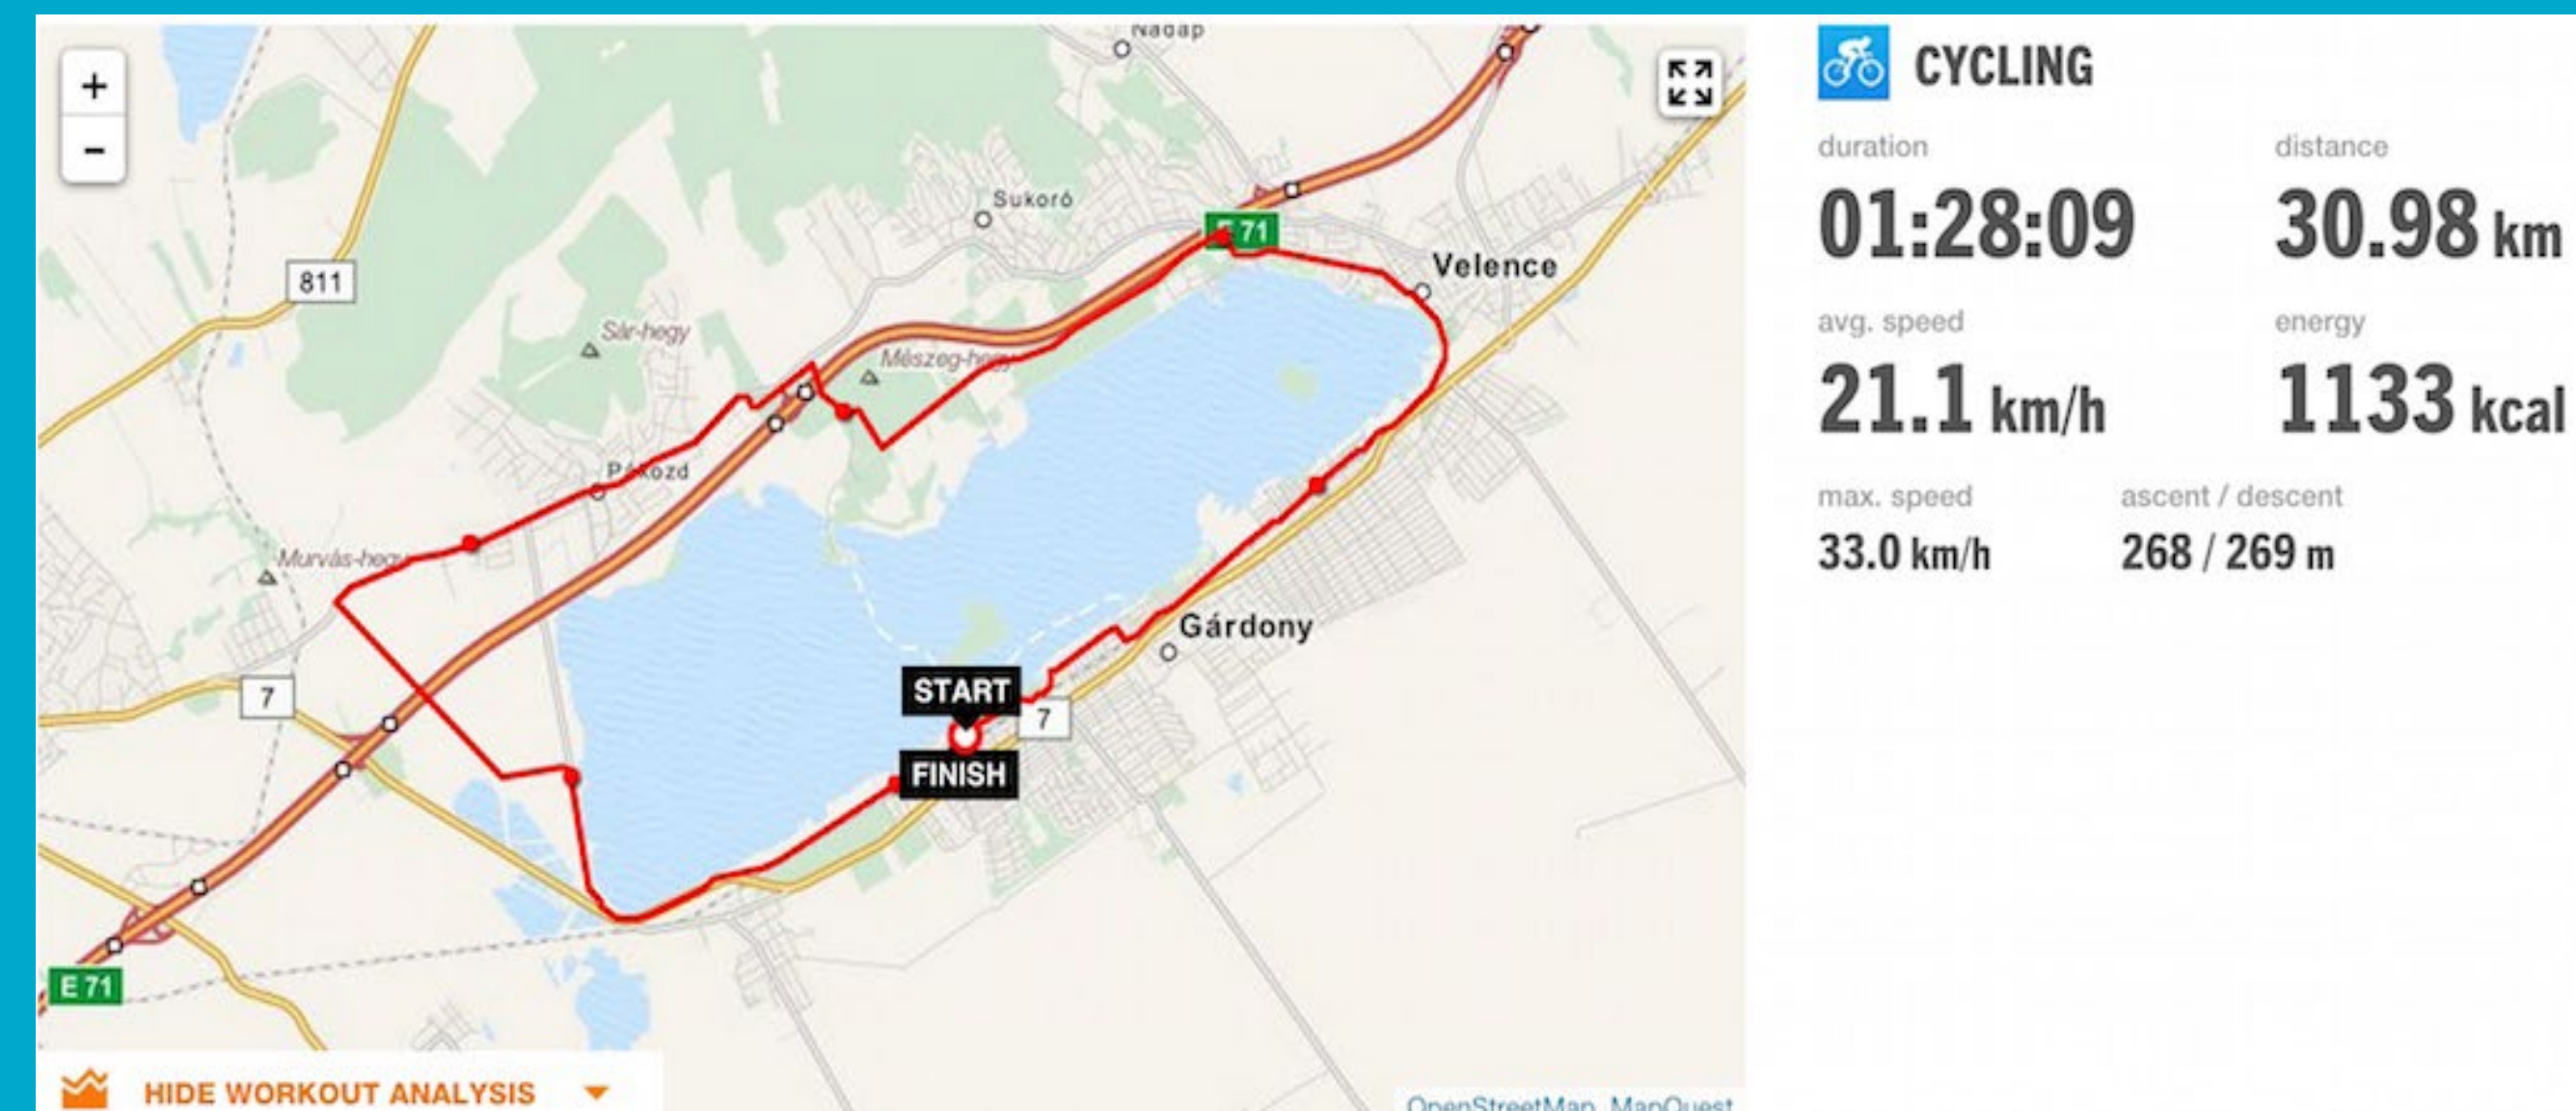 +
-
Nadap
Sukoró
E 71
Velence
811
Sár-hegy
Mészeg-hegy
Pákozd
Murvás-hegy
Gárdony
START
7
7
FINISH
E 71
HIDE WORKOUT ANALYSIS
OpenStreetMap, MapQuest
CYCLING
duration
distance
01:28:09
30.98 km
avg. speed
energy
21.1 km/h
1133 kcal
max. speed
ascent / descent
33.0 km/h
268 / 269 m